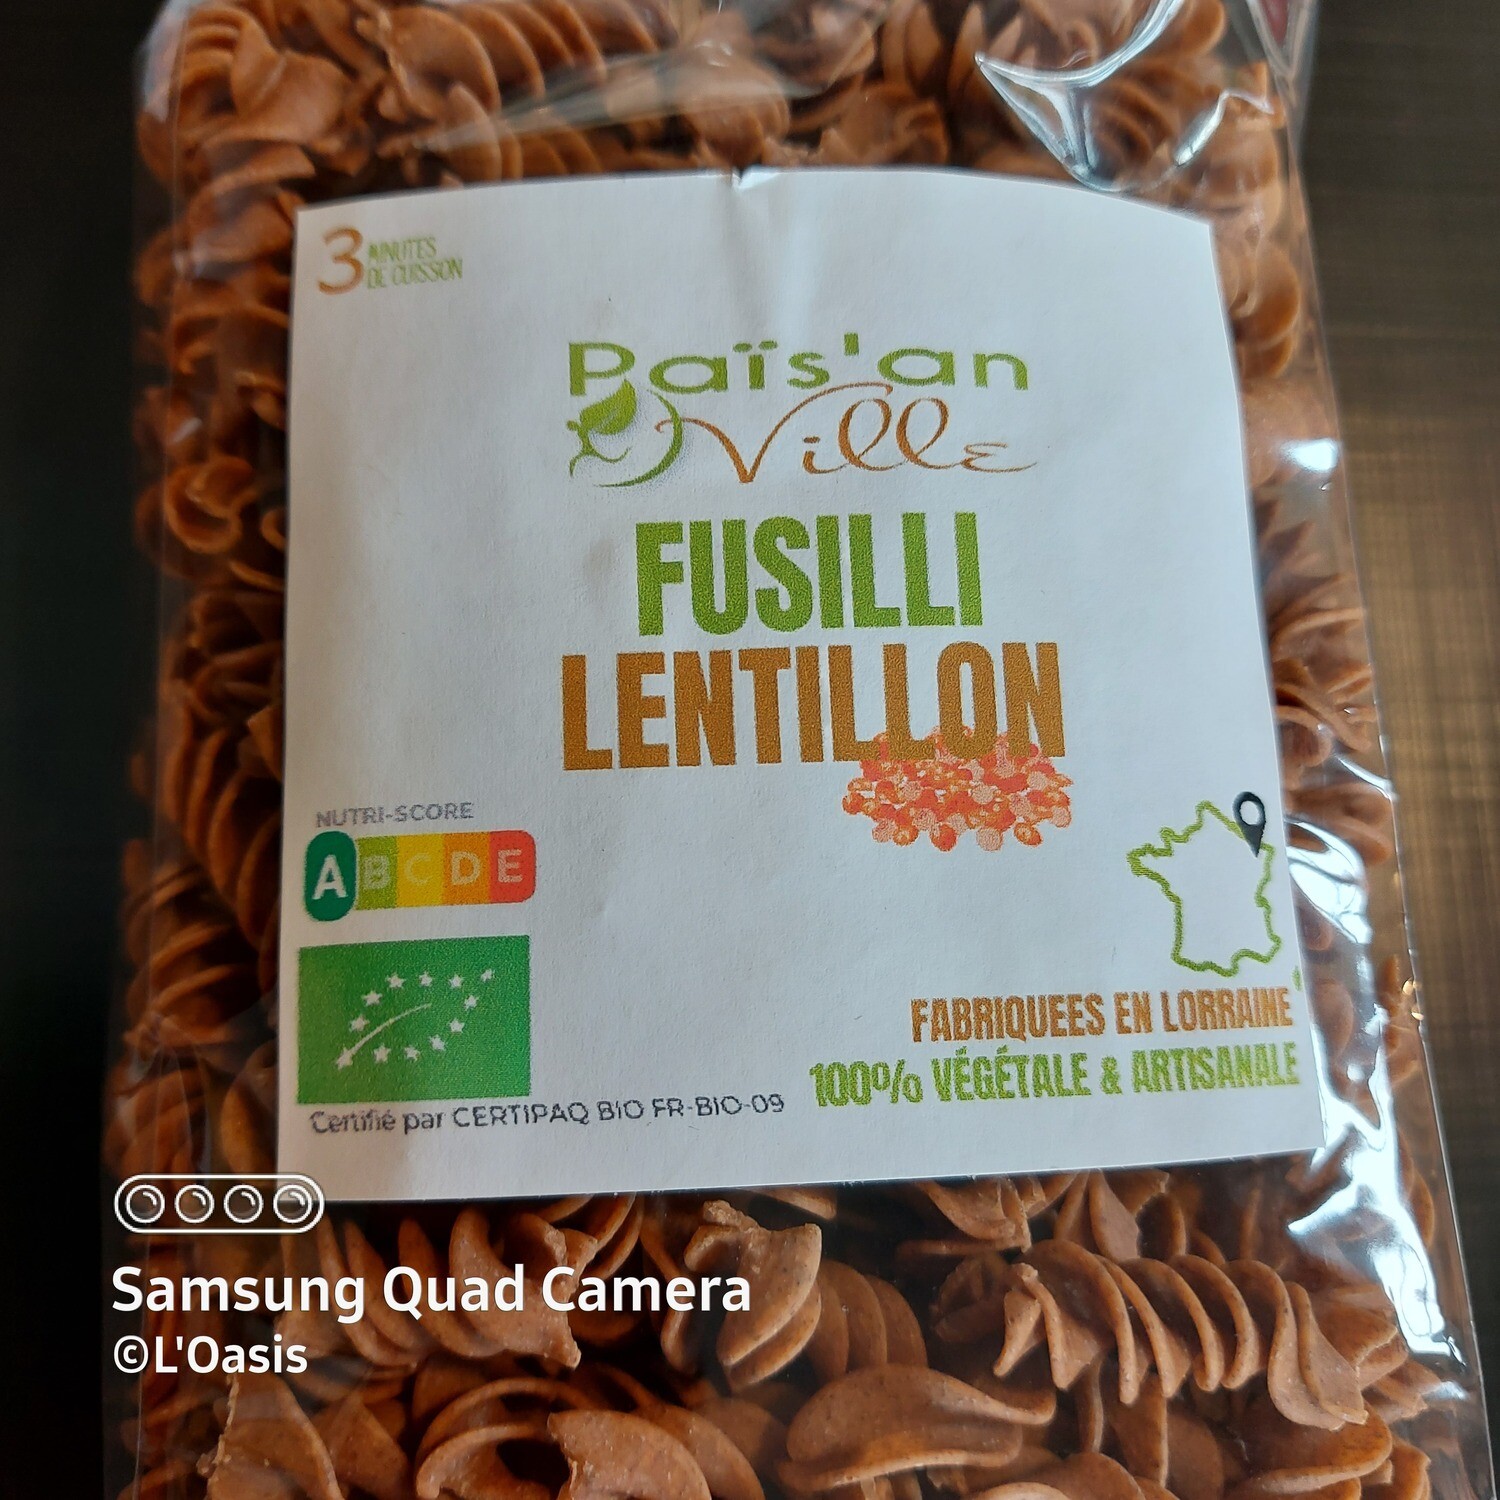 3 MINUTES
DE CUISSON
Païs'an
Ville
FUSILLI
LENTILLON
NUTRI-SCORE
A B C D E
FABRIQUEES EN LORRAINE
100% VÉGÉTALE & ARTISANALE
Certifié par CERTIPAQ BIO FR-BIO-09
Samsung Quad Camera
©L'Oasis